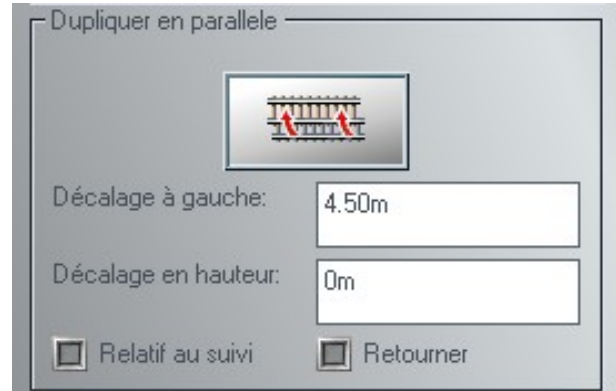 Dupliquer en parallele
Décalage à gauche: 4.50m
Décalage en hauteur: 0m
Relatif au suivi Retourner